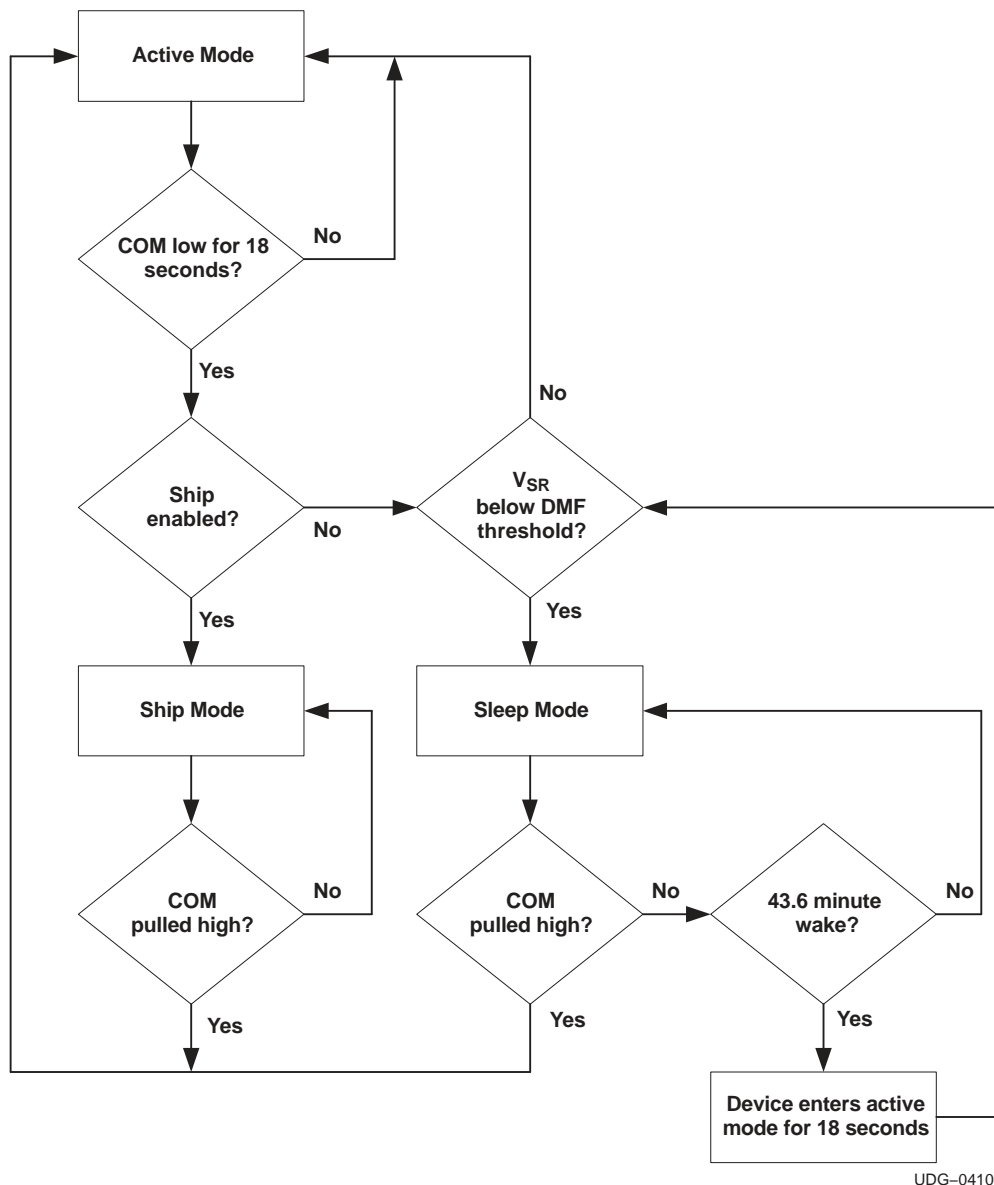 Active Mode
COM low for 18
seconds?
No
Yes
No
Ship
enabled?
No
V_SR
below DMF
threshold?
Yes
Yes
Ship Mode
Sleep Mode
COM
pulled high?
No
COM
pulled high?
No
43.6 minute
wake?
No
Yes
Yes
Yes
Device enters active
mode for 18 seconds
UDG–0410